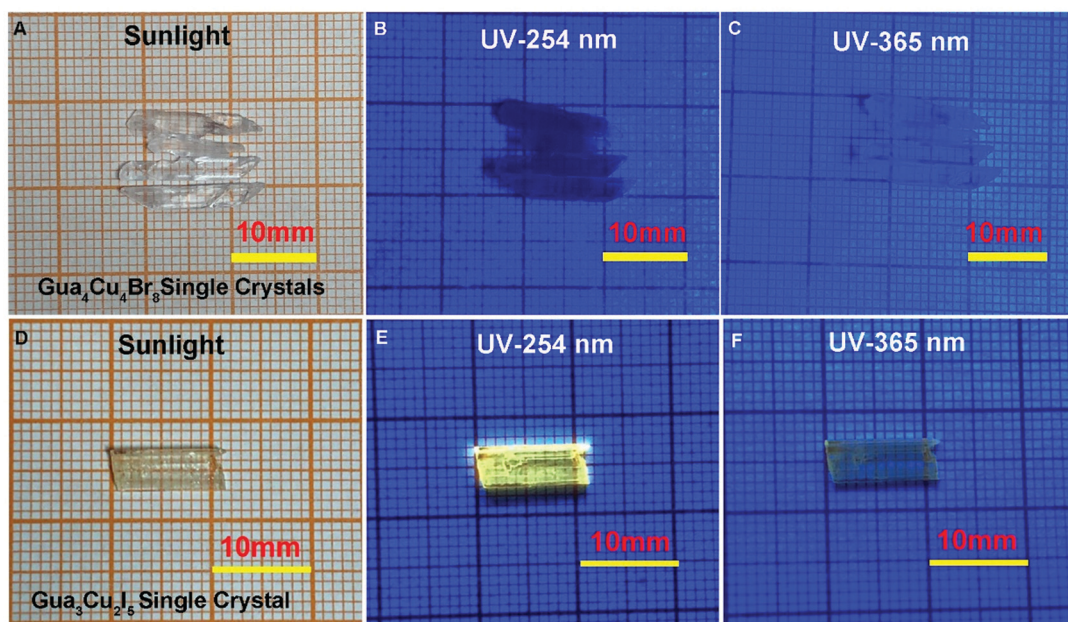 A
Sunlight
10mm
Gua₄Cu₄Br₈Single Crystals
B
UV-254 nm
10mm
C
UV-365 nm
10mm
D
Sunlight
10mm
Gua₃Cu₂I₅ Single Crystal
E
UV-254 nm
10mm
F
UV-365 nm
10mm